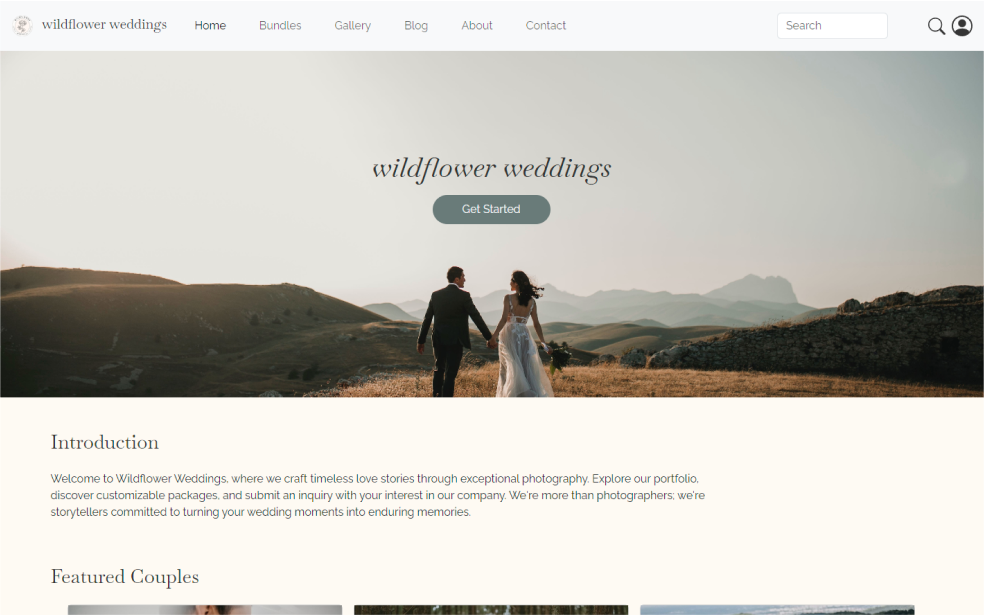 wildflower weddings
Home
Bundles
Gallery
Blog
About
Contact
Search
wildflower weddings
Get Started
Introduction
Welcome to Wildflower Weddings, where we craft timeless love stories through exceptional photography. Explore our portfolio,
discover customizable packages, and submit an inquiry with your interest in our company. We're more than photographers; we're
storytellers committed to turning your wedding moments into enduring memories.
Featured Couples